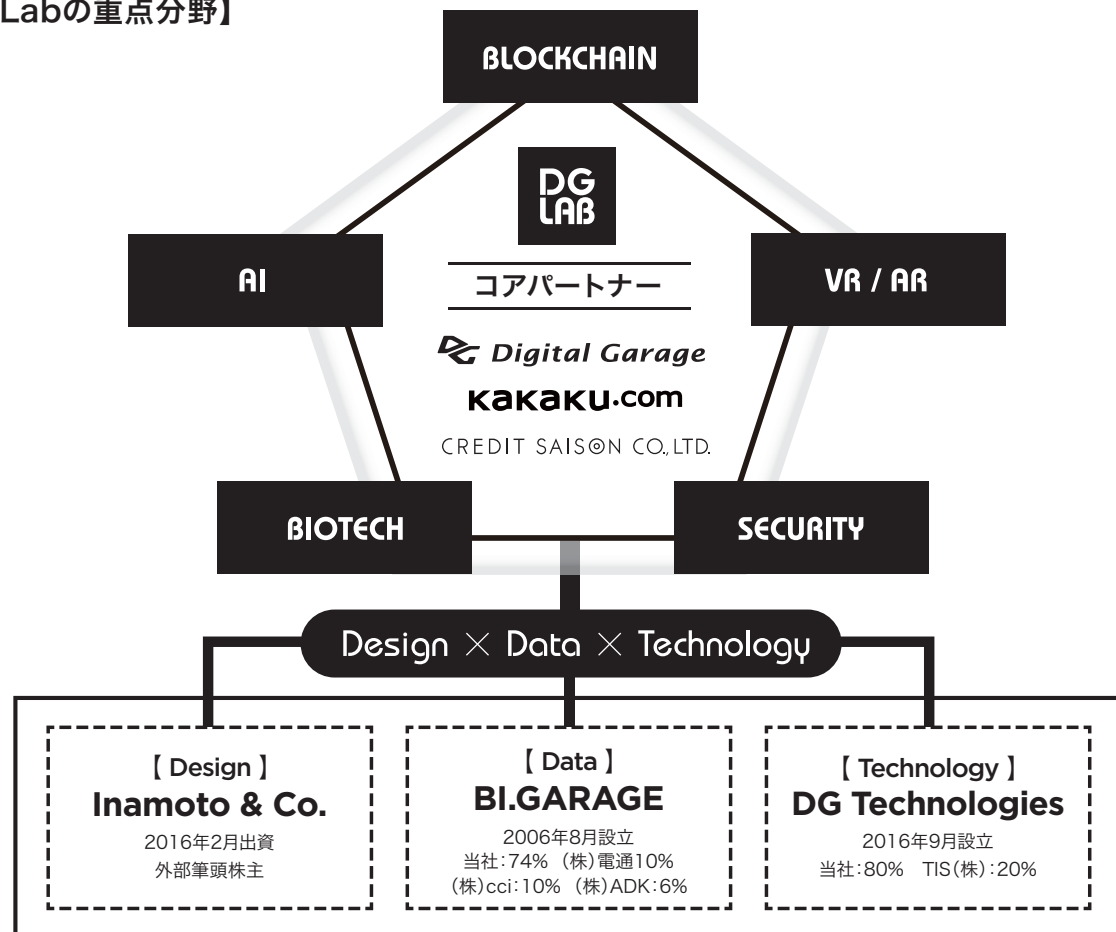 Labの重点分野】
BLOCKCHAIN
DG
LAB
AI
コアパートナー
VR / AR
DG Digital Garage
kakaku.com
CREDIT SAISON CO.,LTD.
BIOTECH
SECURITY
Design × Data × Technology
【 Design 】
Inamoto & Co.
2016年2月出資
外部筆頭株主
【 Data 】
BI.GARAGE
2006年8月設立
当社:74% (株)電通10%
(株)cci:10% (株)ADK:6%
【 Technology 】
DG Technologies
2016年9月設立
当社:80% TIS(株):20%